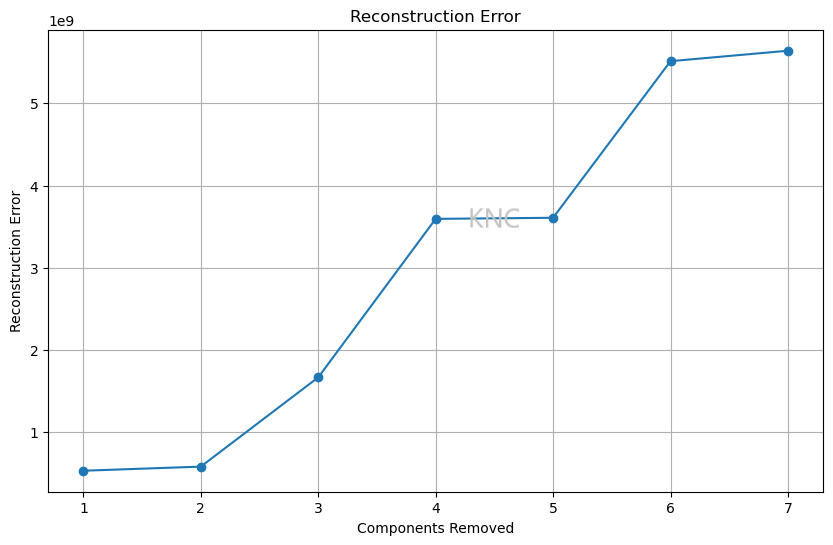 Reconstruction Error
1e9
5
4
3
2
1
Reconstruction Error
KNC
1 2 3 4 5 6 7
Components Removed